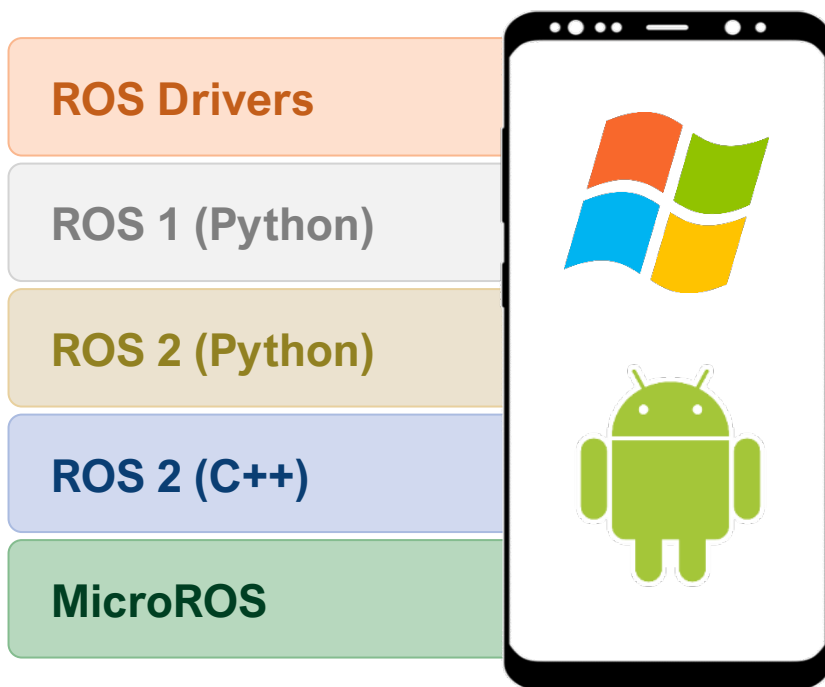 ROS Drivers
ROS 1 (Python)
ROS 2 (Python)
ROS 2 (C++)
MicroROS